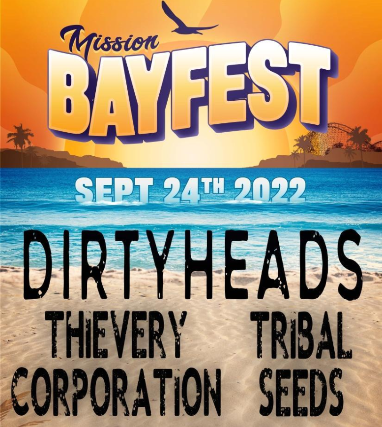 Mission
BAYFEST
SEPT 24TH 2022
DIRTYHEADS
THIEVERY TRIBAL
CORPORATION SEEDS